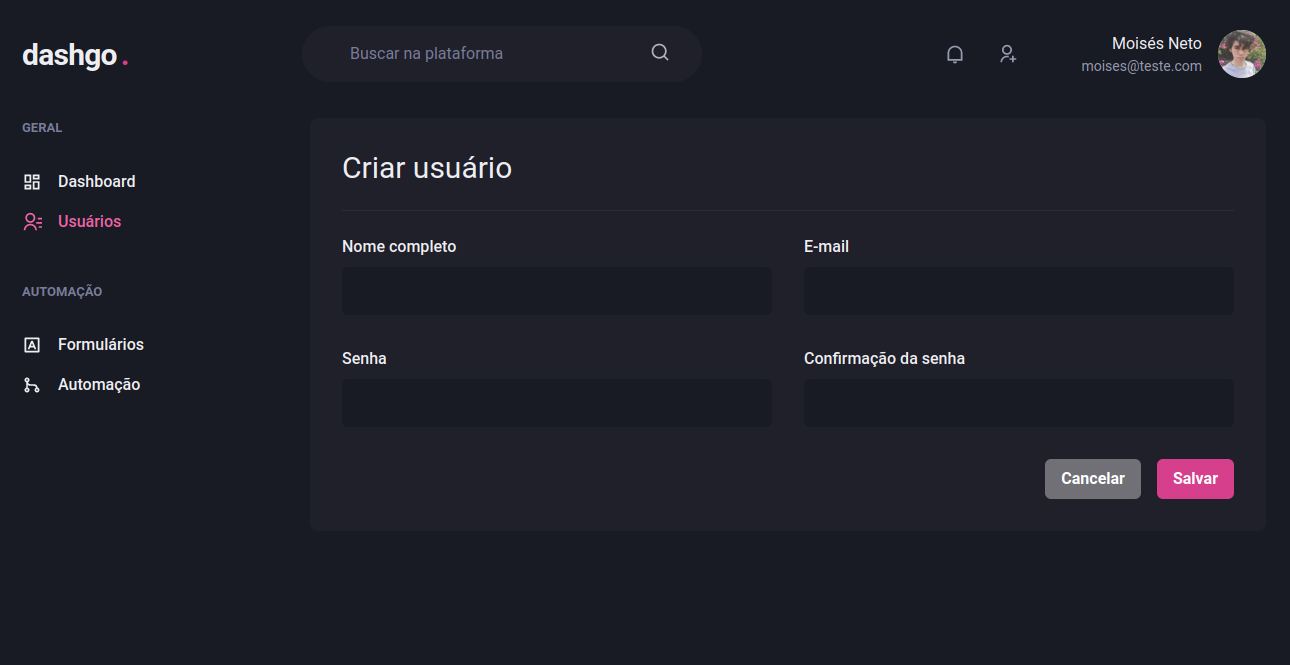 dashgo.
Buscar na plataforma
Moisés Neto
moises@teste.com
GERAL
Dashboard
Usuários
AUTOMAÇÃO
Formulários
Automação
Criar usuário
Nome completo
E-mail
Senha
Confirmação da senha
Cancelar
Salvar